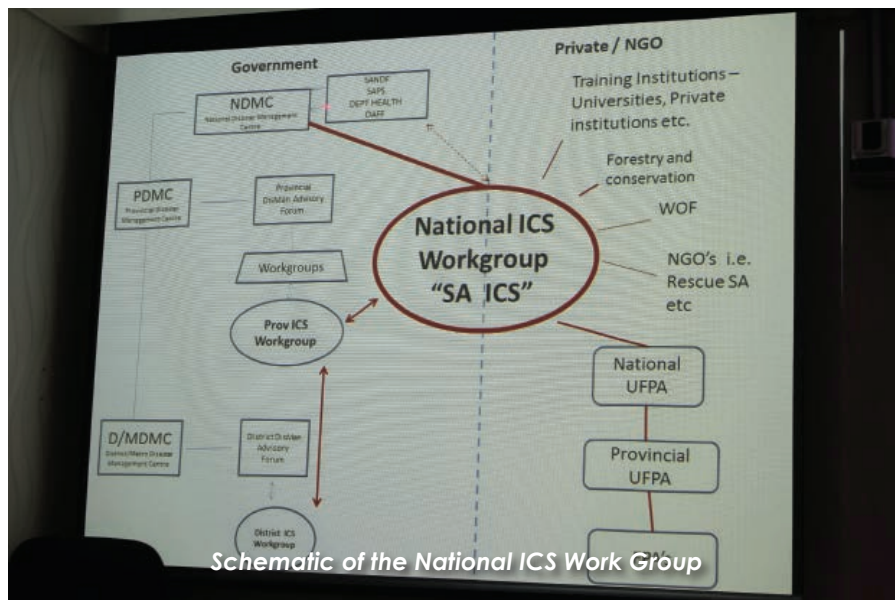 Government
Private / NGO
NDMC
National Disaster Management
Centre
SANDF
SAPS
DEPT HEALTH
DAFF
Training Institutions –
Universities, Private
institutions etc.
Forestry and
conservation
WOF
NGO's i.e.
Rescue SA
etc
PDMC
Provincial Disaster
Management Centre
Provincial
DisMan Advisory
Forum
Workgroups
Prov ICS
Workgroup
National ICS
Workgroup
"SA ICS"
National
UFPA
Provincial
UFPA
D/MDMC
District/Metro Disaster
Management Centre
District DisMan
Advisory
Forum
District ICS
Workgroup
Schematic of the National ICS Work Group